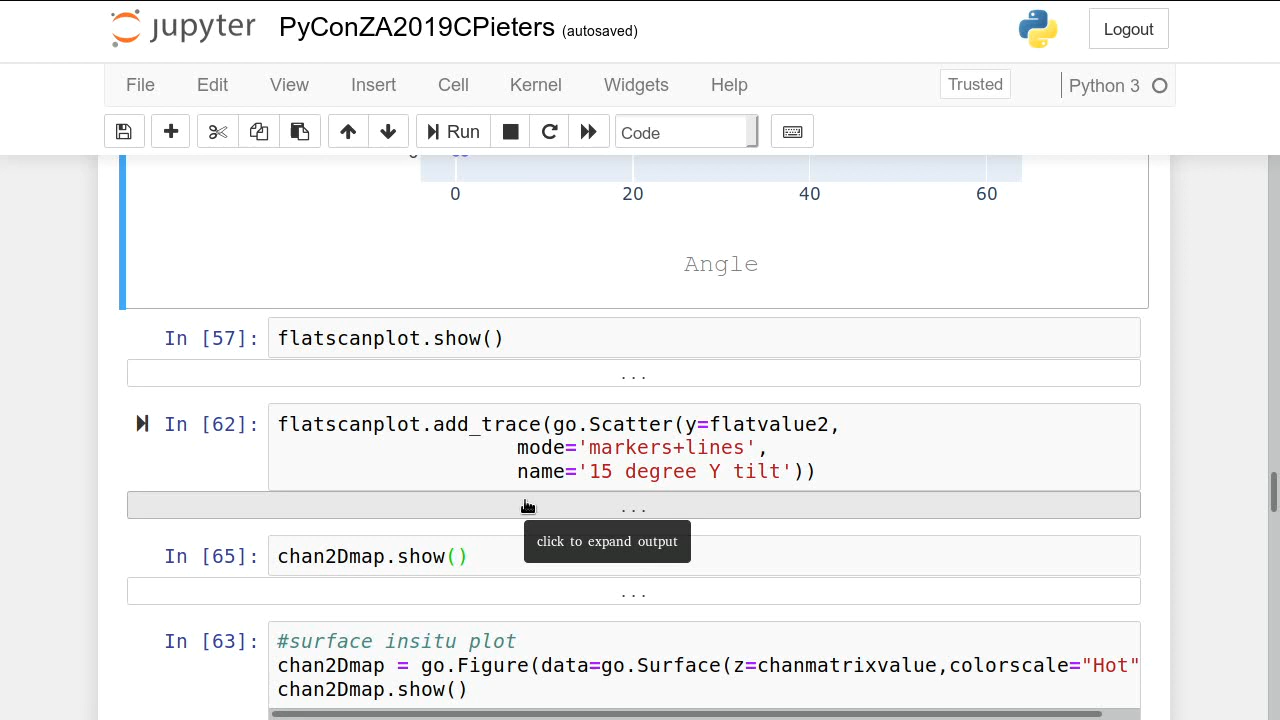 jupyter PyConZA2019CPieters (autosaved) Logout
File Edit View Insert Cell Kernel Widgets Help Trusted Python 3
Run Code
0 20 40 60
Angle
In [57]: flatscanplot.show()
...
In [62]: flatscanplot.add_trace(go.Scatter(y=flatvalue2,
mode='markers+lines',
name='15 degree Y tilt'))
...
click to expand output
In [65]: chan2Dmap.show()
...
In [63]: #surface insitu plot
chan2Dmap = go.Figure(data=go.Surface(z=chanmatrixvalue,colorscale="Hot"
chan2Dmap.show()